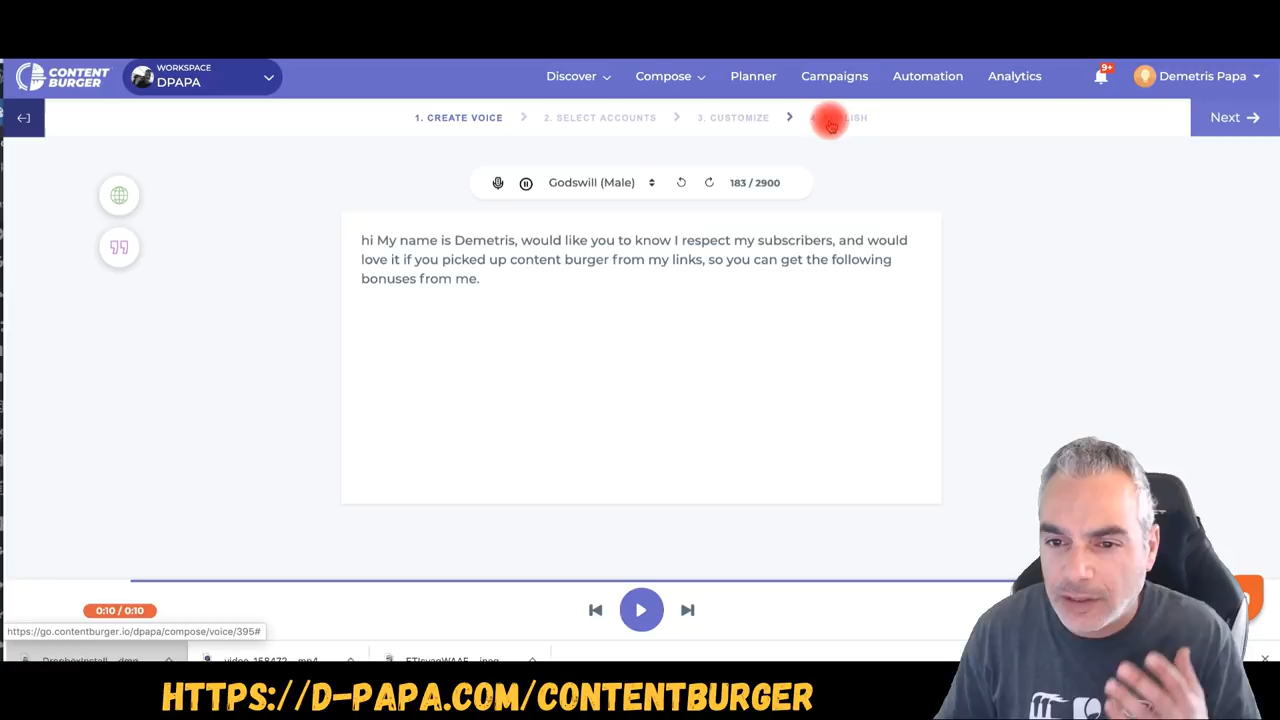 CONTENT BURGER
WORKSPACE
DPAPA
Discover
Compose
Planner
Campaigns
Automation
Analytics
9+
Demetris Papa
1. CREATE VOICE
2. SELECT ACCOUNTS
3. CUSTOMIZE
Next
Godswill (Male)
183 / 2900
hi My name is Demetris, would like you to know I respect my subscribers, and would
love it if you picked up content burger from my links, so you can get the following
bonuses from me.
0:10 / 0:10
https://go.contentburger.io/dpapa/compose/voice/395#
HTTPS://D-PAPA.COM/CONTENTBURGER